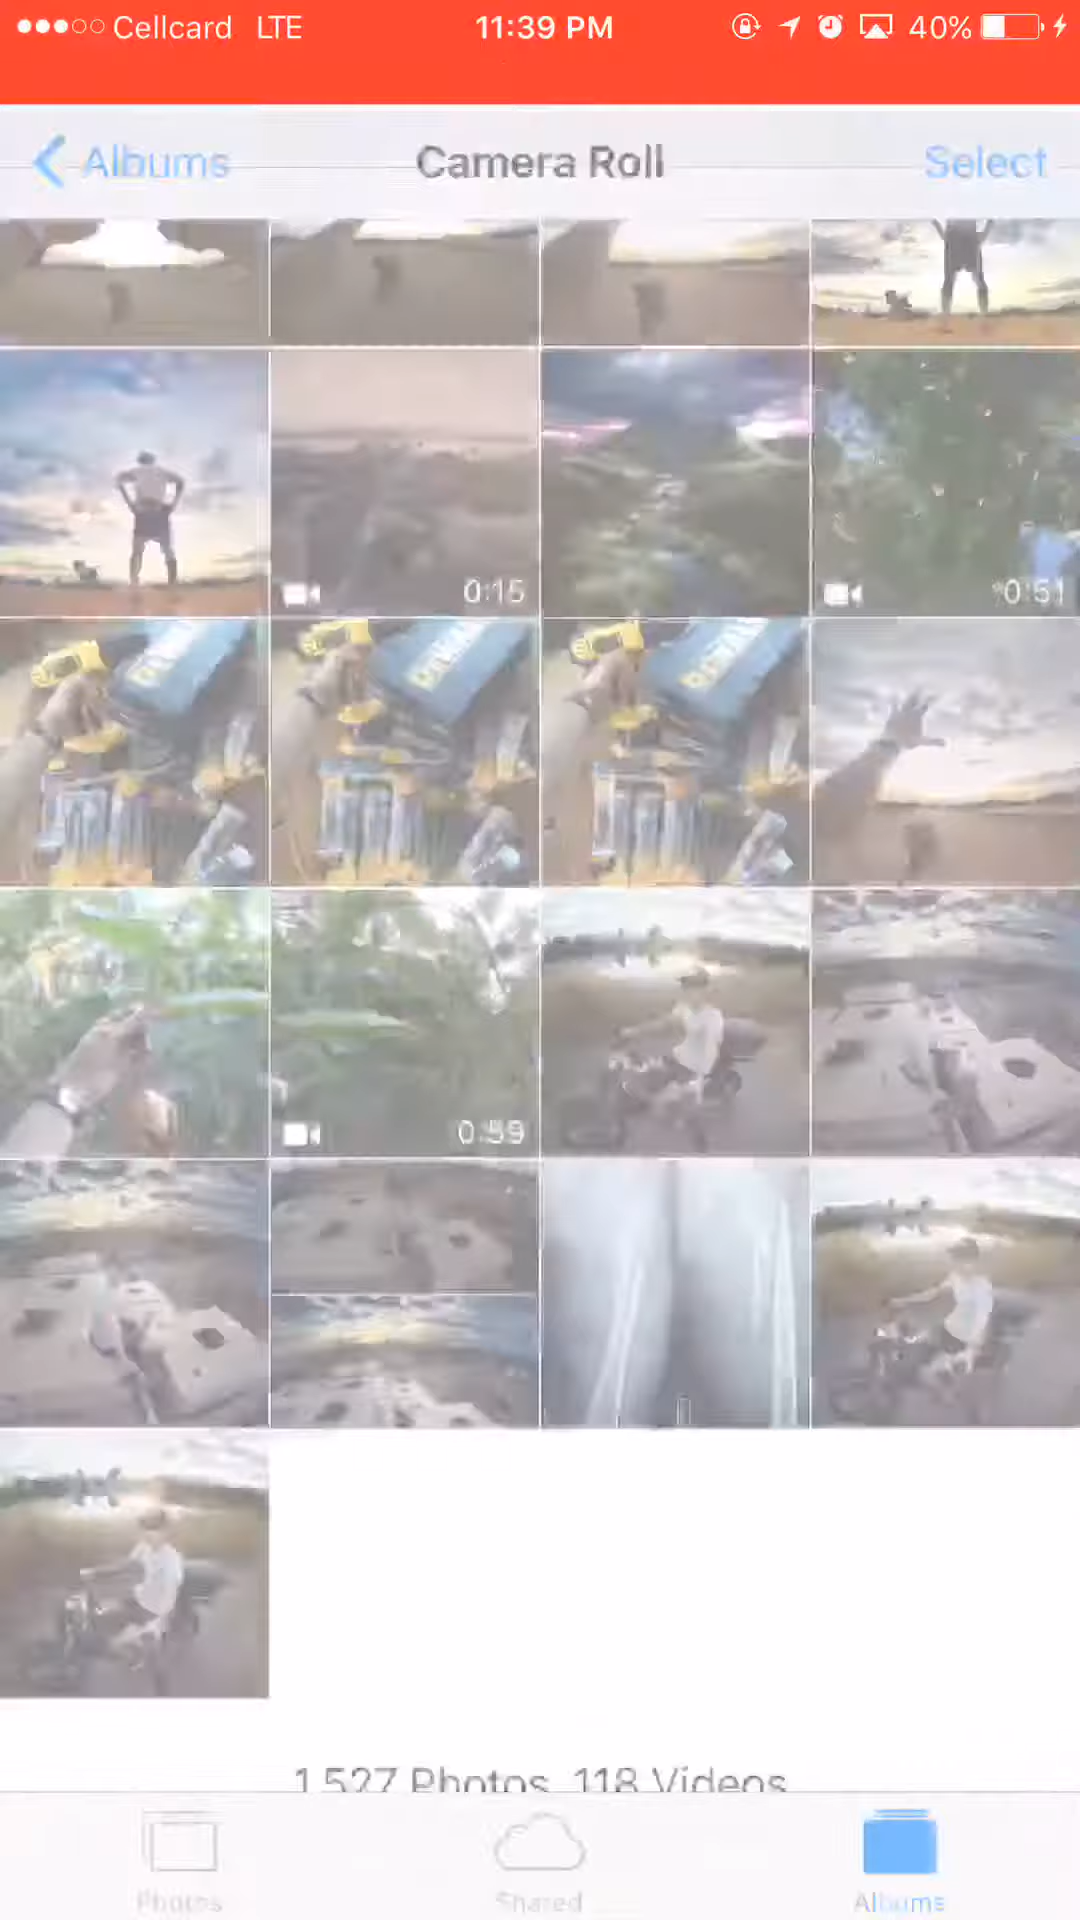 Cellcard LTE 11:39 PM 40%
Albums Camera Roll Select
0:15
0:51
0:59
1,527 Photos, 118 Videos
Photos Shared Albums